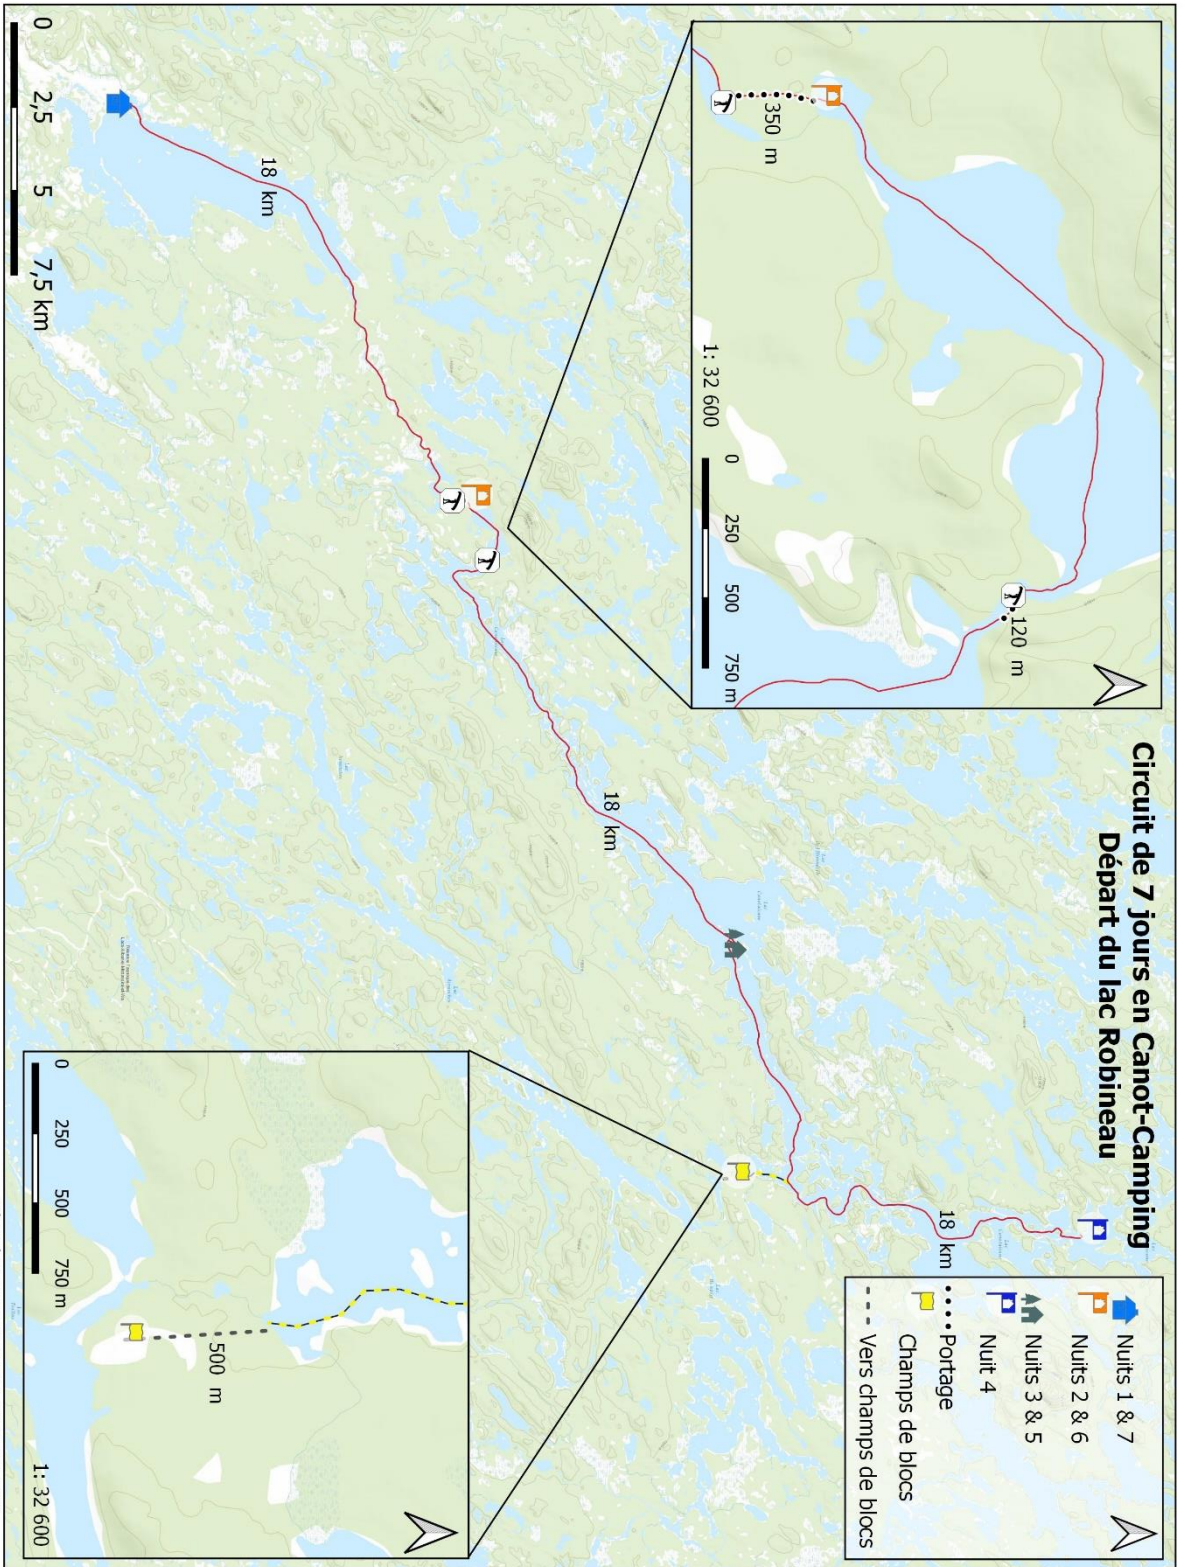 Circuit de 7 jours en Canot-Camping
Départ du lac Robineau
Nuits 1 & 7
Nuits 2 & 6
Nuits 3 & 5
Nuit 4
Portage
Champs de blocs
Vers champs de blocs
350 m
120 m
1: 32 600
0 250 500 750 m
18 km
18 km
18 km
0 2,5 5 7,5 km
500 m
0 250 500 750 m
1: 32 600